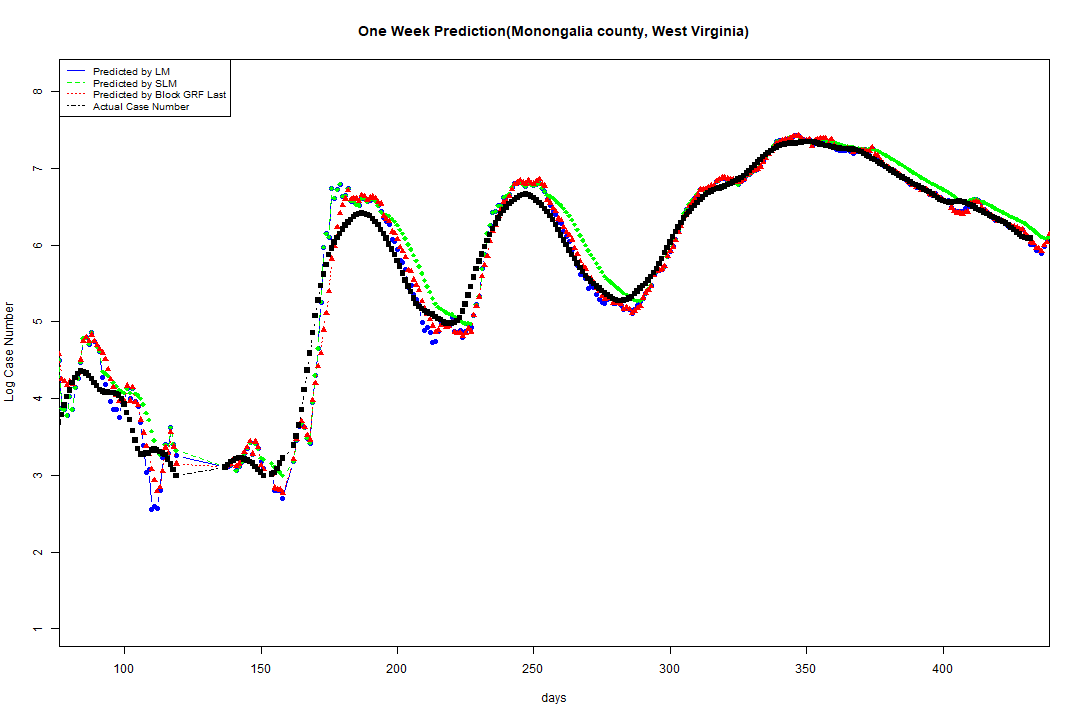 One Week Prediction(Monongalia county, West Virginia)
Predicted by LM
Predicted by SLM
Predicted by Block GRF Last
Actual Case Number
8
7
6
5
4
3
2
1
Log Case Number
100 150 200 250 300 350 400
days